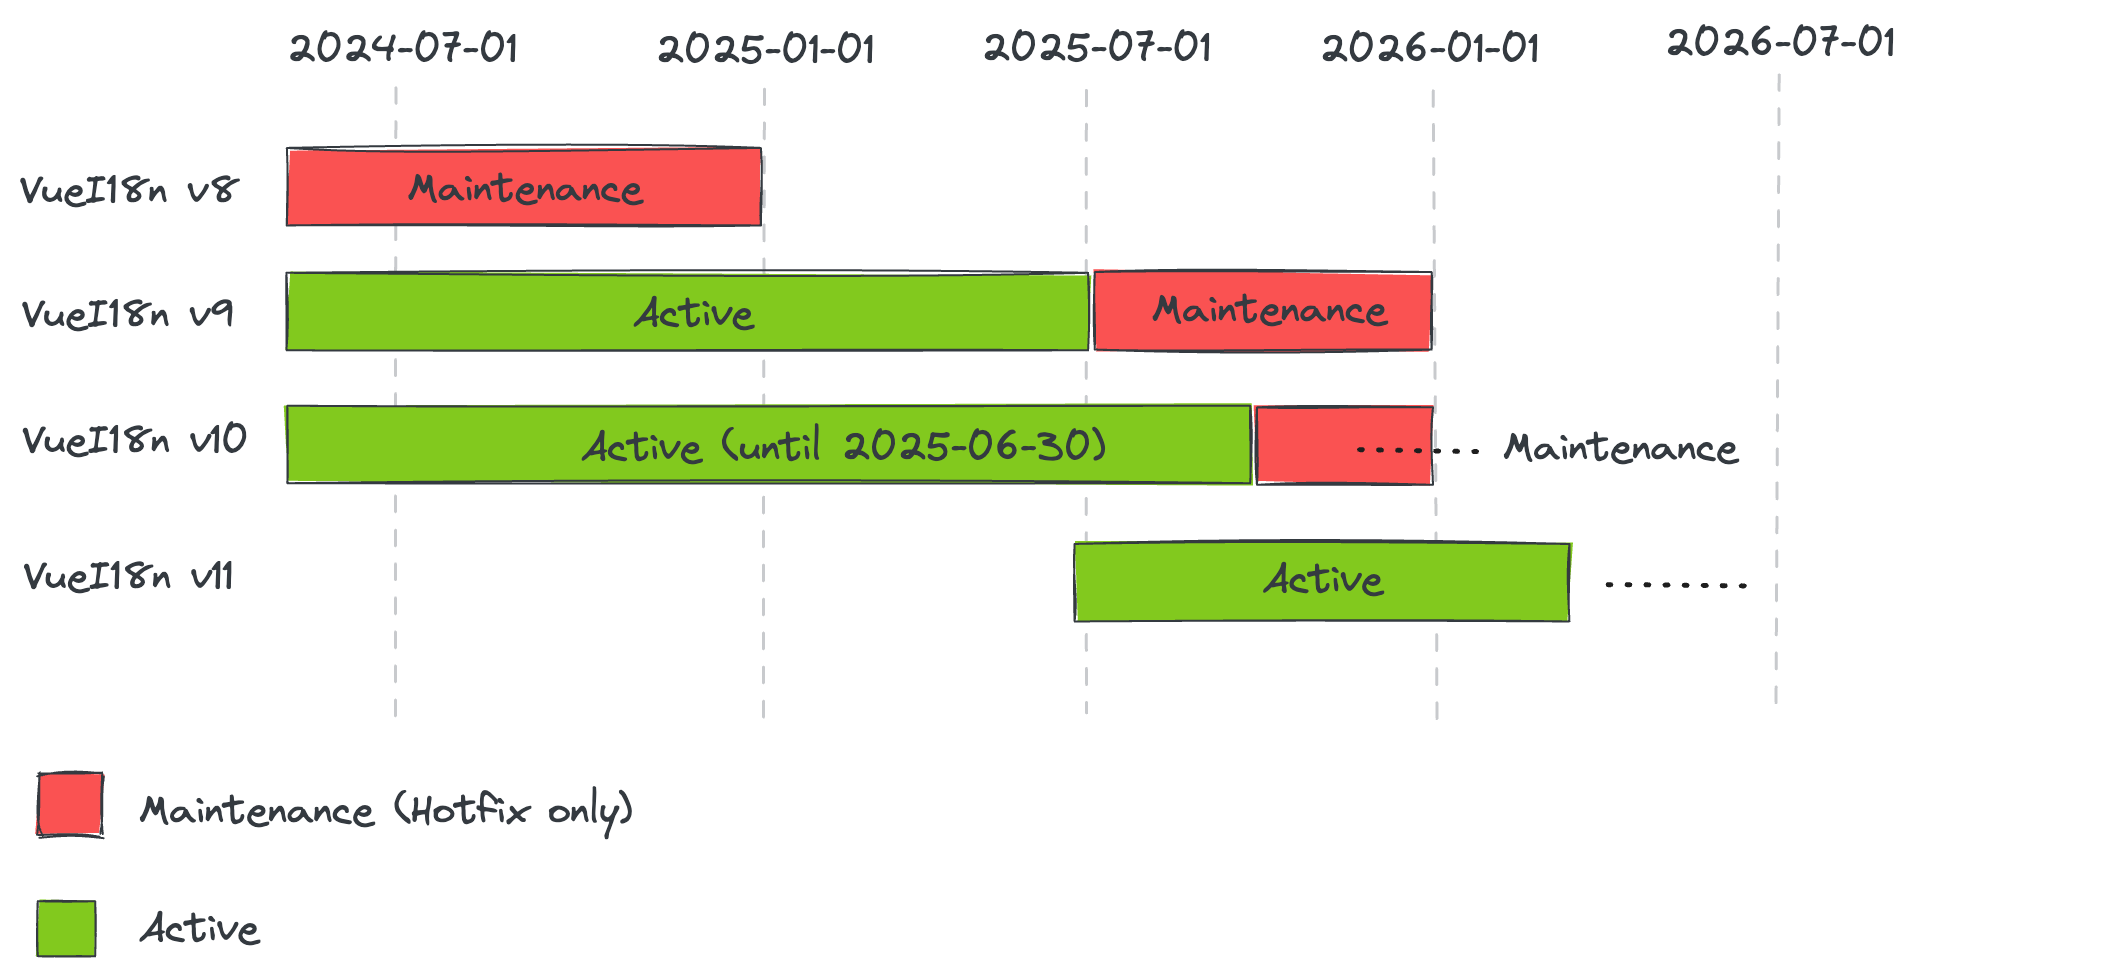 2024-07-01 2025-01-01 2025-07-01 2026-01-01 2026-07-01
VueI18n v8 Maintenance
VueI18n v9 Active Maintenance
VueI18n v10 Active (until 2025-06-30) Maintenance
VueI18n v11 Active
Maintenance (Hotfix only)
Active